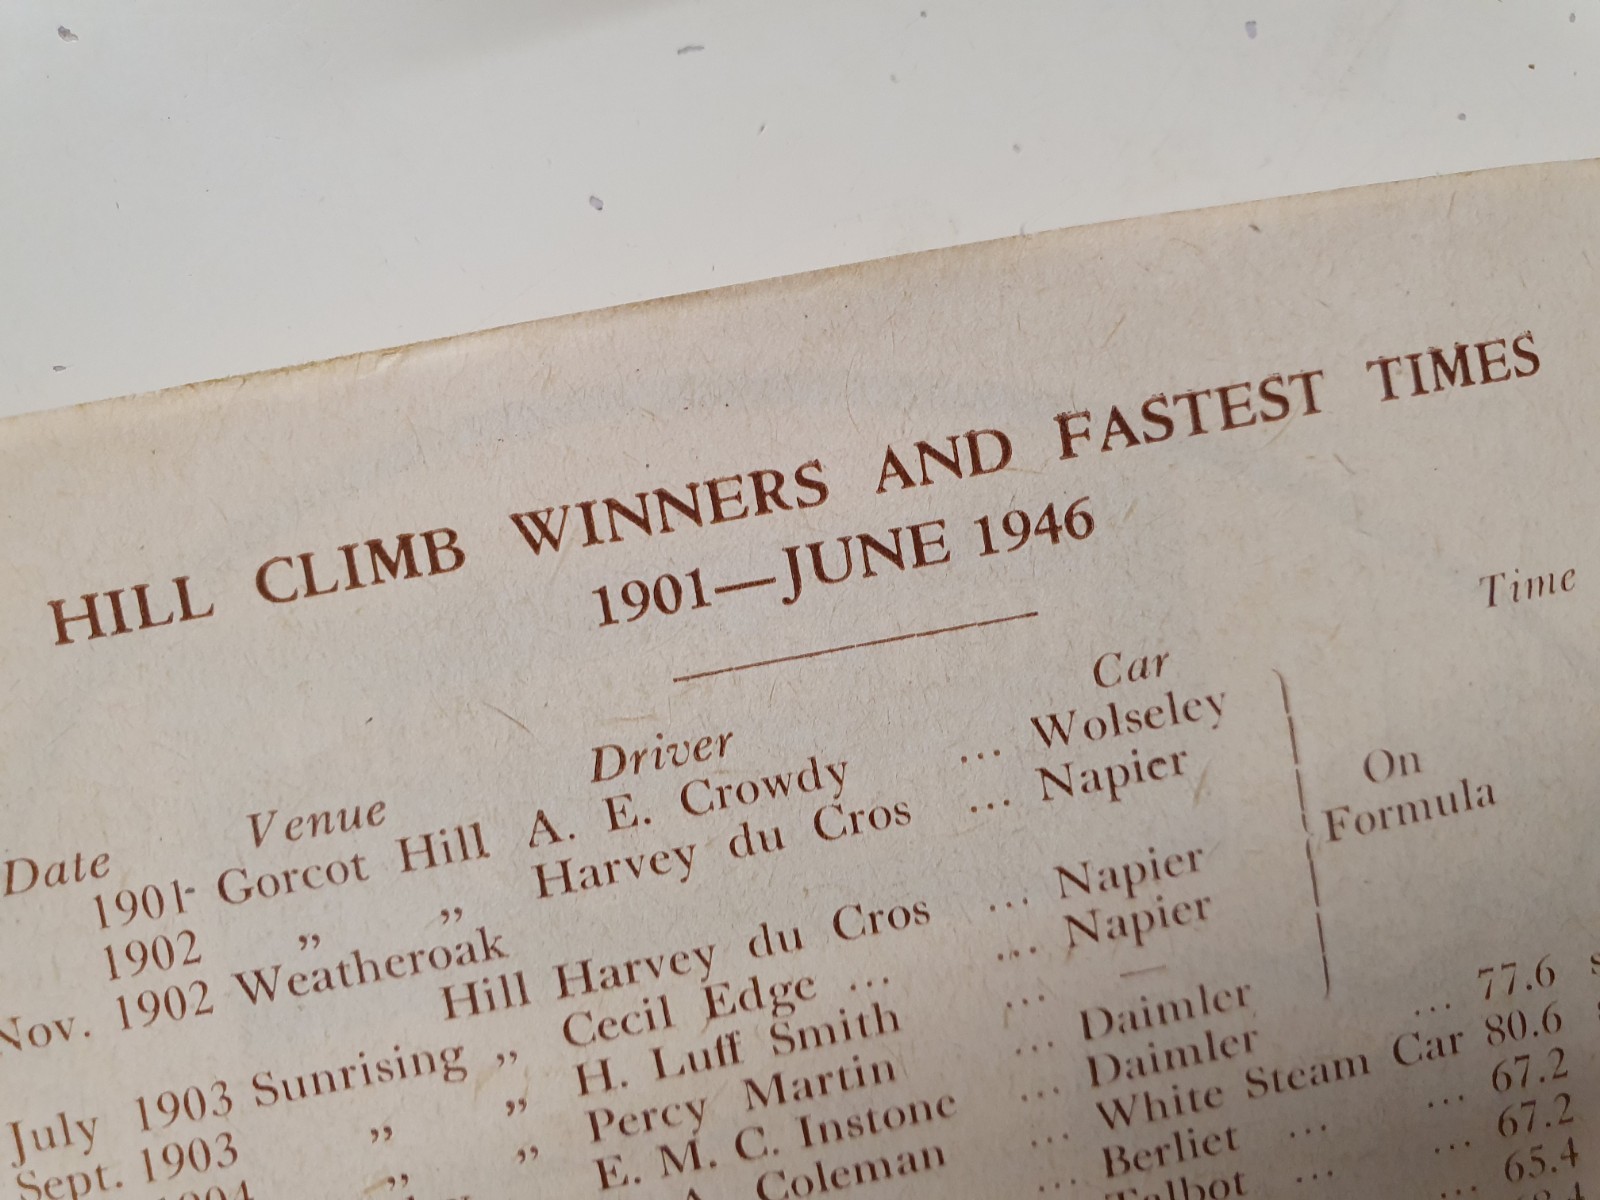 HILL CLIMB WINNERS AND FASTEST TIMES
1901—JUNE 1946
Date Venue Driver Car Time
1901 Gorcot Hill A. E. Crowdy ... Wolseley
1902 ,, ,, Harvey du Cros ... Napier
On
Formula
Nov. 1902 Weatheroak
Hill Harvey du Cros ... Napier
July 1903 Sunrising ,, Cecil Edge ... ... Napier
Sept. 1903 ,, ,, H. Luff Smith ... —
1904 ,, ,, Percy Martin ... Daimler
E. M. C. Instone ... Daimler ... 77.6
Coleman ... White Steam Car 80.6
... Berliet ... ... 67.2
Talbot ... ... 67.2
... 65.4